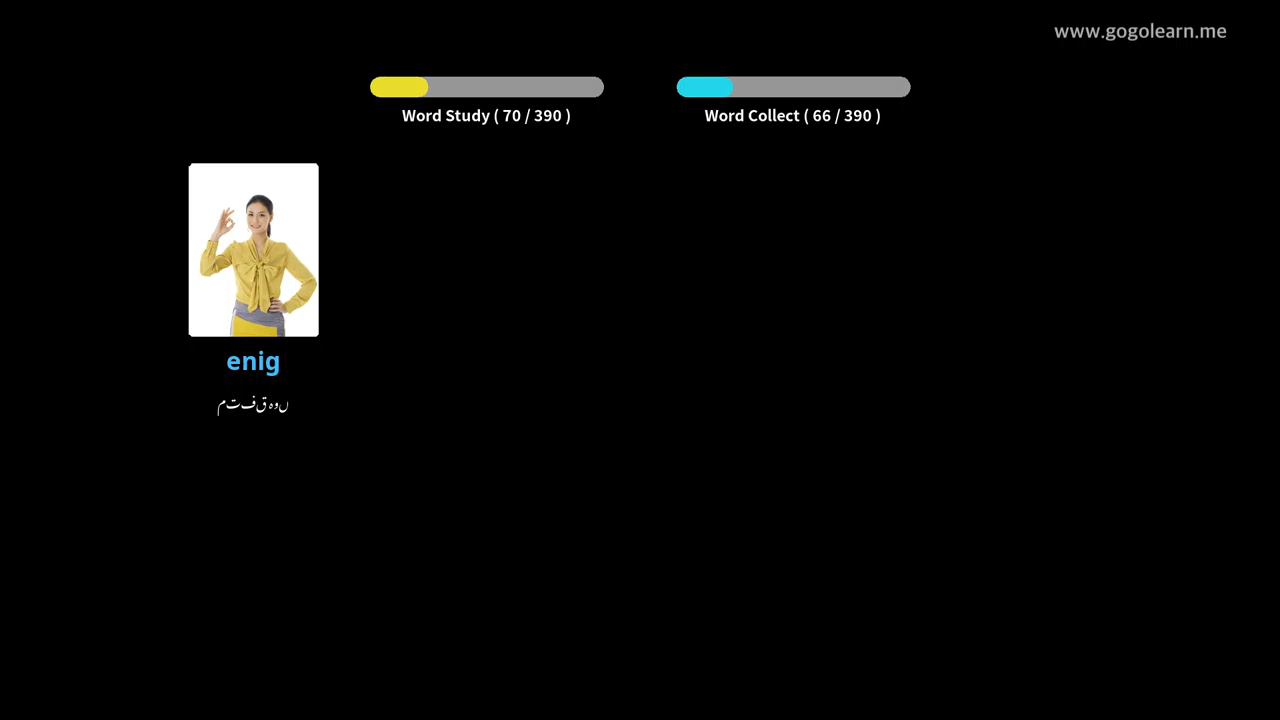 www.gogolearn.me
Word Study ( 70 / 390 )
Word Collect ( 66 / 390 )
enig
متفق ہوں